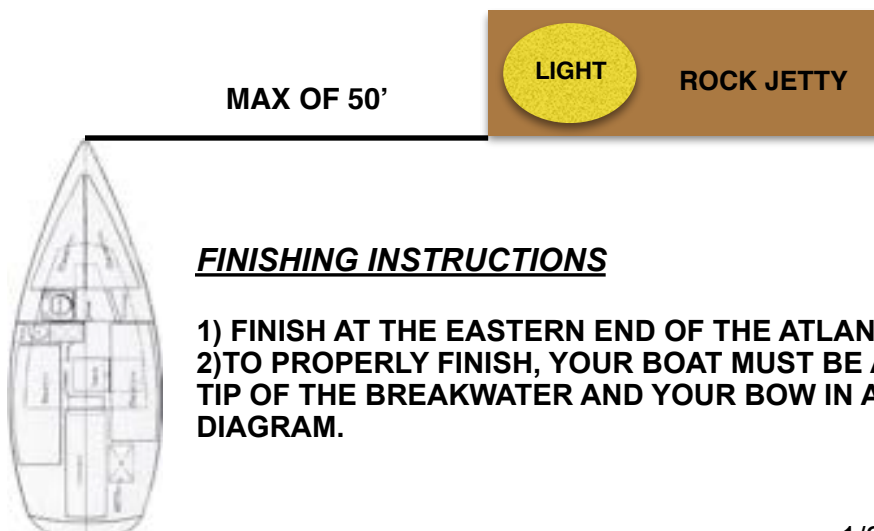 LIGHT
ROCK JETTY
MAX OF 50’
FINISHING INSTRUCTIONS
1) FINISH AT THE EASTERN END OF THE ATLAN
2)TO PROPERLY FINISH, YOUR BOAT MUST BE
TIP OF THE BREAKWATER AND YOUR BOW IN
DIAGRAM.